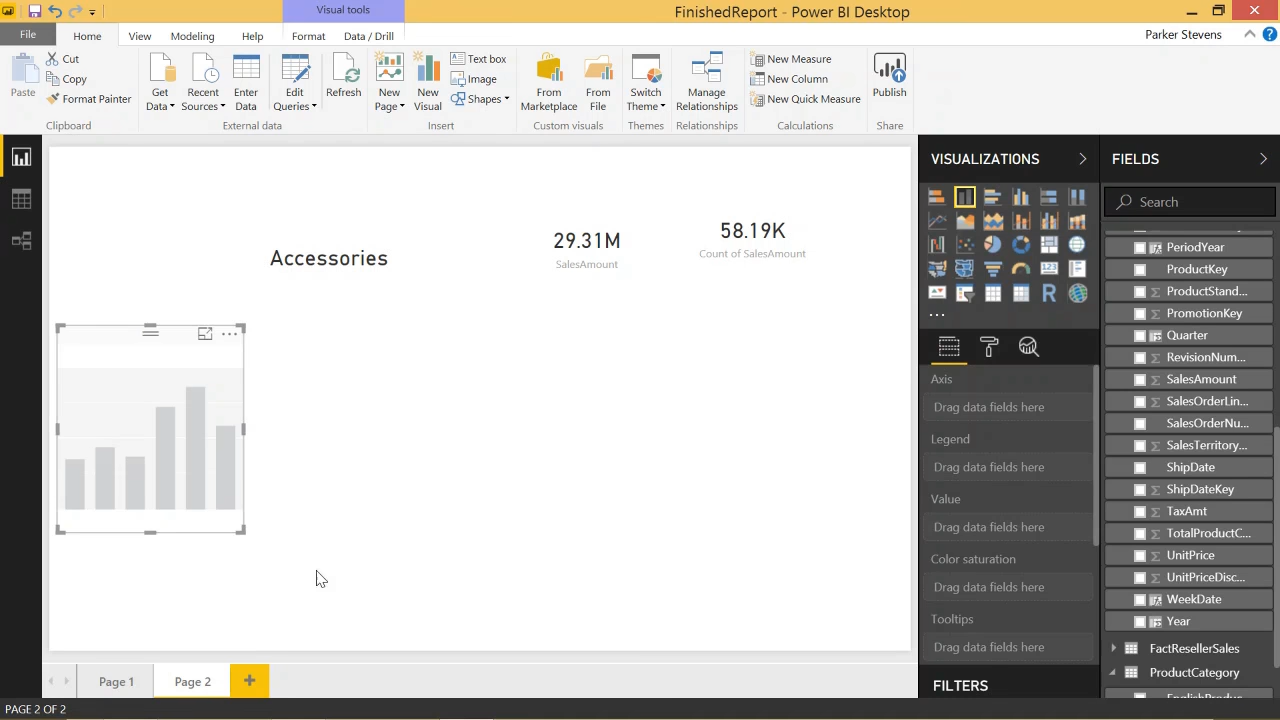 Visual tools
FinishedReport - Power BI Desktop
File
Home
View
Modeling
Help
Format
Data / Drill
Parker Stevens
Paste
Cut
Copy
Format Painter
Clipboard
Get Data
Recent Sources
Enter Data
Edit Queries
Refresh
External data
New Page
New Visual
Text box
Image
Shapes
Insert
From Marketplace
From File
Custom visuals
Switch Theme
Themes
Manage Relationships
Relationships
New Measure
New Column
New Quick Measure
Calculations
Publish
Share
Accessories
29.31M
SalesAmount
58.19K
Count of SalesAmount
VISUALIZATIONS
Axis
Drag data fields here
Legend
Drag data fields here
Value
Drag data fields here
Color saturation
Drag data fields here
Tooltips
Drag data fields here
FILTERS
FIELDS
Search
PeriodYear
ProductKey
ProductStand...
PromotionKey
Quarter
RevisionNum...
SalesAmount
SalesOrderLin...
SalesOrderNu...
SalesTerritory...
ShipDate
ShipDateKey
TaxAmt
TotalProductC...
UnitPrice
UnitPriceDisc...
WeekDate
Year
FactResellerSales
ProductCategory
Page 1
Page 2
PAGE 2 OF 2